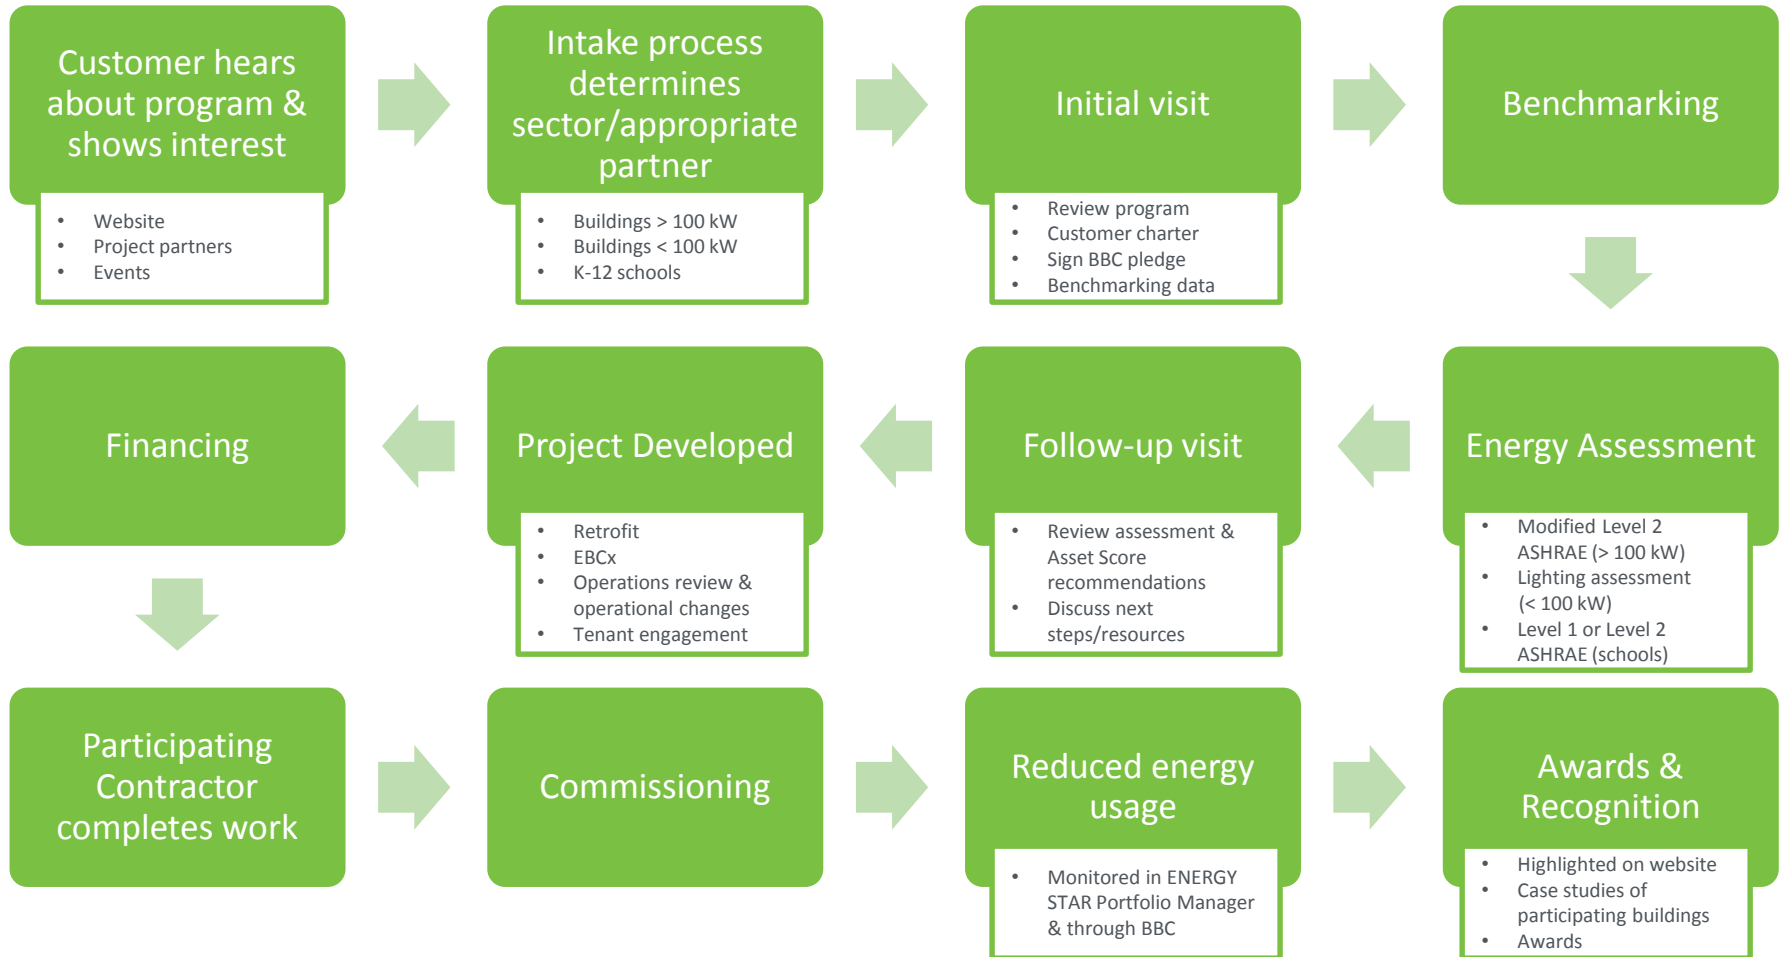 Customer hears
about program &
shows interest
• Website
• Project partners
• Events
Intake process
determines
sector/appropriate
partner
• Buildings > 100 kW
• Buildings < 100 kW
• K-12 schools
Initial visit
• Review program
• Customer charter
• Sign BBC pledge
• Benchmarking data
Benchmarking
Energy Assessment
• Modified Level 2
ASHRAE (> 100 kW)
• Lighting assessment
(< 100 kW)
• Level 1 or Level 2
ASHRAE (schools)
Follow-up visit
• Review assessment &
Asset Score
recommendations
• Discuss next
steps/resources
Project Developed
• Retrofit
• EBCx
• Operations review &
operational changes
• Tenant engagement
Financing
Participating
Contractor
completes work
Commissioning
Reduced energy
usage
• Monitored in ENERGY
STAR Portfolio Manager
& through BBC
Awards &
Recognition
• Highlighted on website
• Case studies of
participating buildings
• Awards